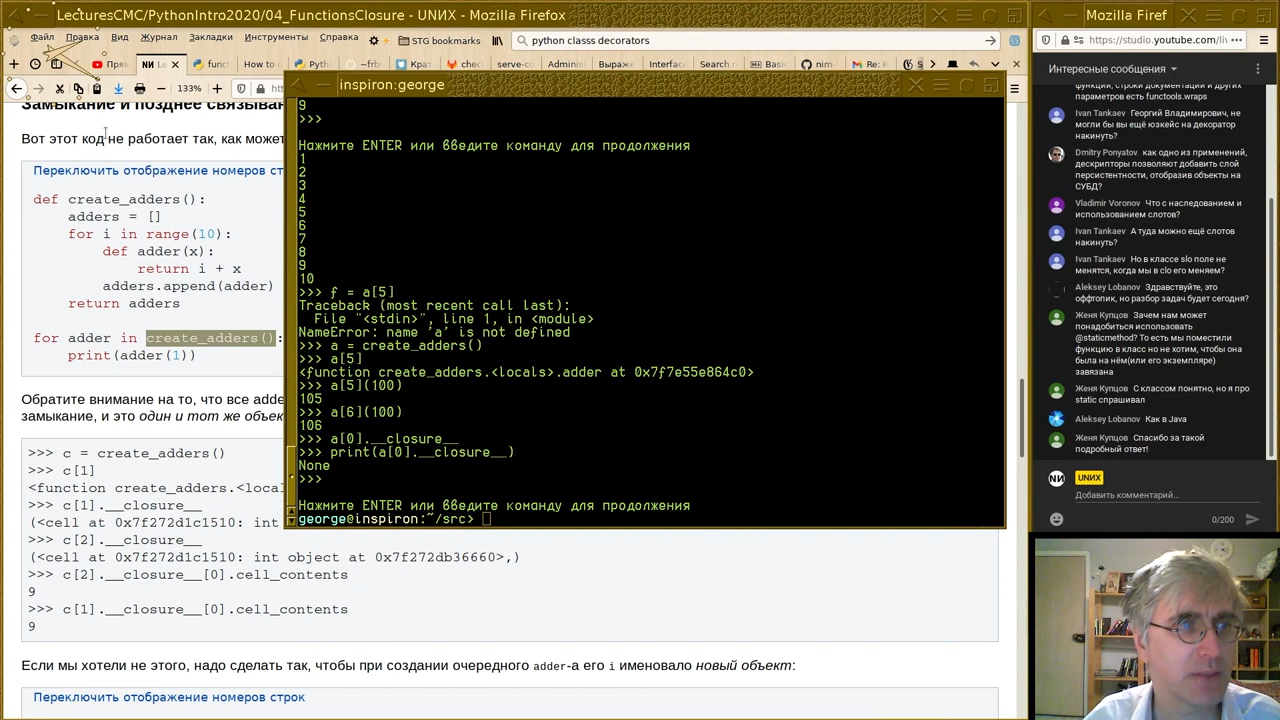 LecturesCMC/PythonIntro2020/04_FunctionsClosure - UNИX - Mozilla Firefox
Mozilla Firef
Файл Правка Вид Журнал Закладки Инструменты Справка
STG bookmarks
python classs decorators
https://studio.youtube.com/liv
133%
inspiron:george
Замыкание и позднее связыван
Вот этот код не работает так, как может
Переключить отображение номеров ст
def create_adders():
adders = []
for i in range(10):
def adder(x):
return i + x
adders.append(adder)
return adders
for adder in create_adders():
print(adder(1))
Обратите внимание на то, что все adde
замыкание, и это один и тот же объек
>>> c = create_adders()
>>> c[1]
<function create_adders.<loca
>>> c[1].__closure__
(<cell at 0x7f272d1c1510: int
>>> c[2].__closure__
(<cell at 0x7f272d1c1510: int object at 0x7f272db36660>,)
>>> c[2].__closure__[0].cell_contents
9
>>> c[1].__closure__[0].cell_contents
9
Если мы хотели не этого, надо сделать так, чтобы при создании очередного adder-а его i именовало новый объект:
Переключить отображение номеров строк
9
>>>
Нажмите ENTER или введите команду для продолжения
1
2
3
4
5
6
7
8
9
10
>>> f = a[5]
Traceback (most recent call last):
File "<stdin>", line 1, in <module>
NameError: name 'a' is not defined
>>> a = create_adders()
>>> a[5]
<function create_adders.<locals>.adder at 0x7f7e55e864c0>
>>> a[5](100)
105
>>> a[6](100)
106
>>> a[0].__closure__
>>> print(a[0].__closure__)
None
>>>
Нажмите ENTER или введите команду для продолжения
george@inspiron:~/src>
Интересные сообщения
функции, строки документации и других
параметров есть functools.wraps
Ivan Tankaev Георгий Владимирович, не
могли бы вы ещё юзкейс на декоратор
накинуть?
Dmitry Ponyatov как одно из применений,
дескрипторы позволяют добавить слой
персистентности, отобразив объекты на
СУБД?
Vladimir Voronov Что с наследованием и
использованием слотов?
Ivan Tankaev А туда можно ещё слотов
накинуть?
Ivan Tankaev Но в классе slo поле не
менятся, когда мы в clo его меняем?
Aleksey Lobanov Здравствуйте, это
оффтопик, но разбор задач будет сегодня?
Женя Купцов Зачем нам может
понадобиться использовать
@staticmethod? То есть мы поместили
функцию в класс но не хотим, чтобы она
была на нём(или его экземпляре)
завязана
Женя Купцов С классом понятно, но я про
static спрашивал
Aleksey Lobanov Как в Java
Женя Купцов Спасибо за такой
подробный ответ!
UNИX
Добавить комментарий...
0/200